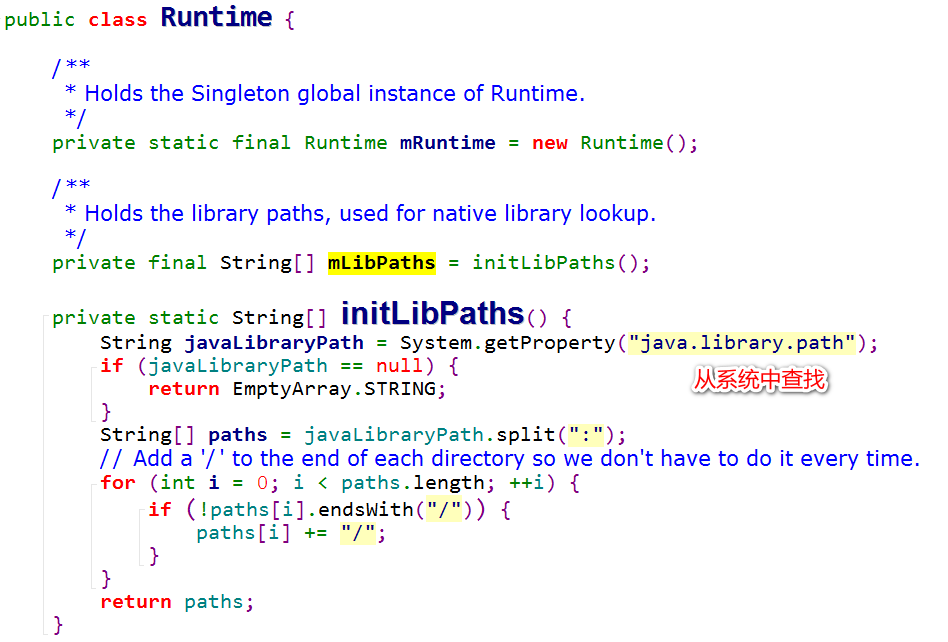 public class Runtime {
/**
* Holds the Singleton global instance of Runtime.
*/
private static final Runtime mRuntime = new Runtime();
/**
* Holds the library paths, used for native library lookup.
*/
private final String[] mLibPaths = initLibPaths();
private static String[] initLibPaths() {
String javaLibraryPath = System.getProperty("java.library.path");
if (javaLibraryPath == null) {
从系统中查找
return EmptyArray.STRING;
}
String[] paths = javaLibraryPath.split(":");
// Add a '/' to the end of each directory so we don't have to do it every time.
for (int i = 0; i < paths.length; ++i) {
if (!paths[i].endsWith("/")) {
paths[i] += "/";
}
}
return paths;
}